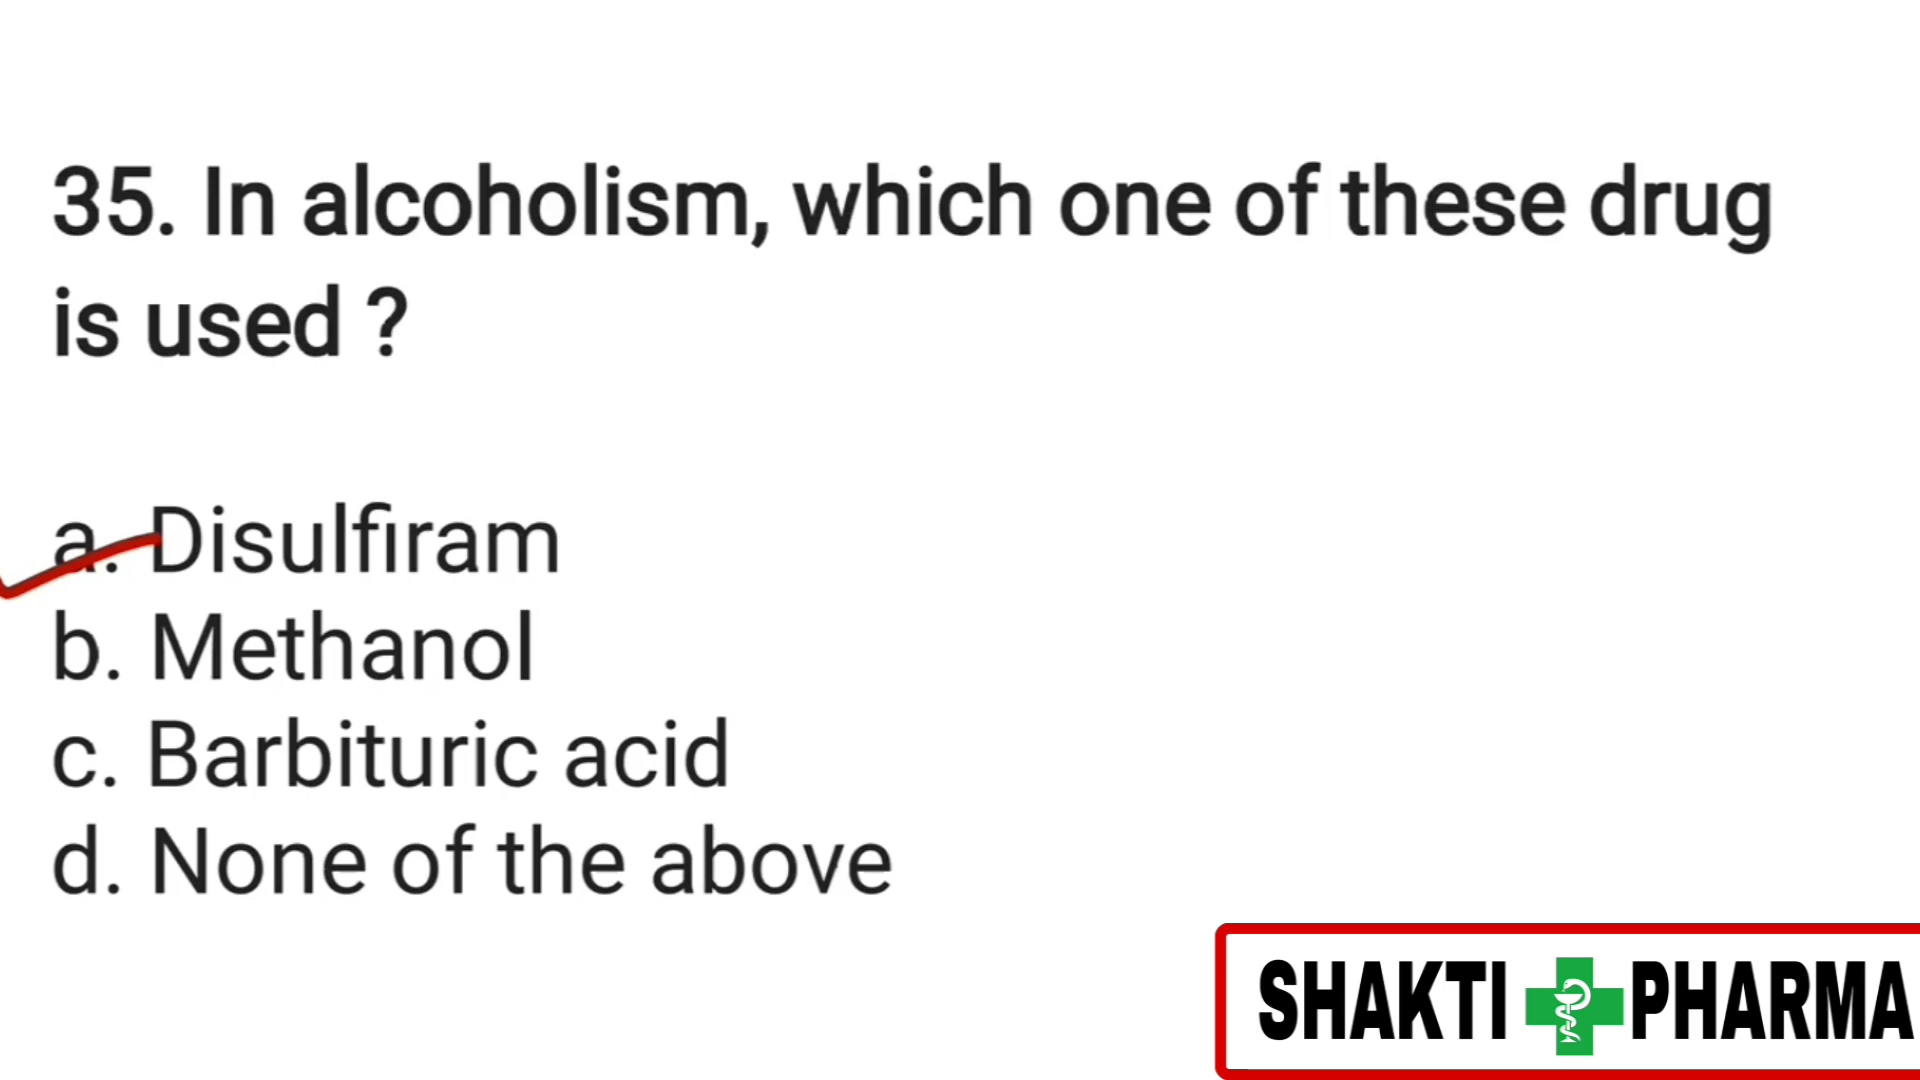 35. In alcoholism, which one of these drug
is used ?
a. Disulfiram
b. Methanol
c. Barbituric acid
d. None of the above
SHAKTI PHARMA